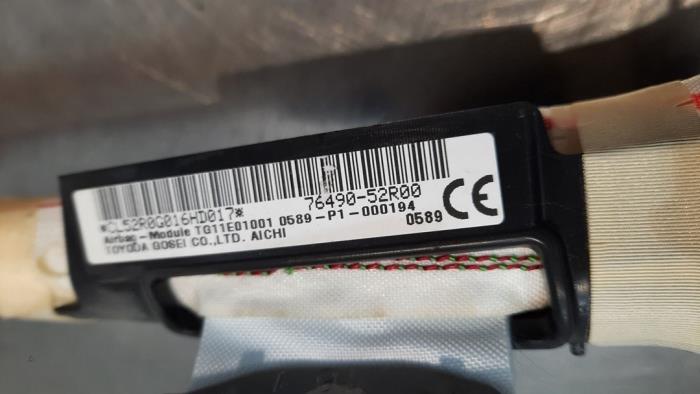 *CL52R0G016HD017* 76490-52R00
Airbag-Module TG11E01001 0589-P1-000194
TOYODA GOSEI CO.,LTD. AICHI 0589 CE